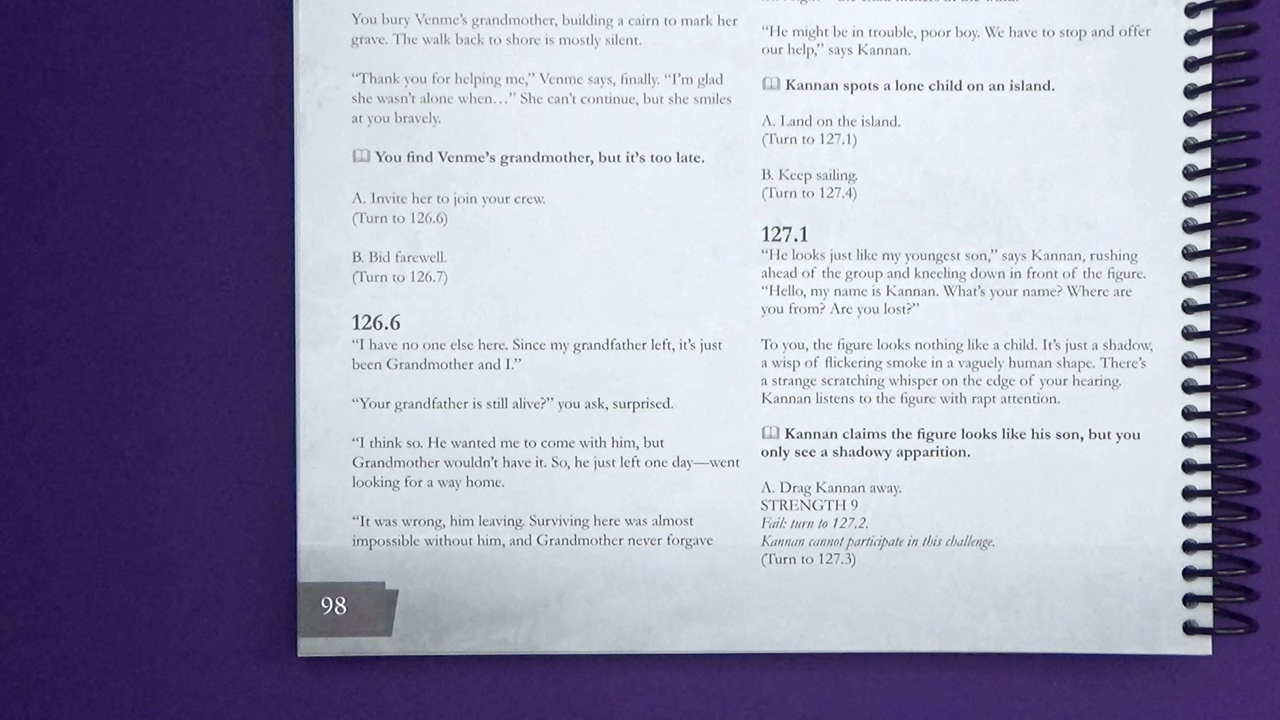 You bury Venme's grandmother, building a cairn to mark her
grave. The walk back to shore is mostly silent.
“Thank you for helping me,” Venme says, finally. “I'm glad
she wasn't alone when…” She can't continue, but she smiles
at you bravely.
You find Venme's grandmother, but it's too late.
A. Invite her to join your crew.
(Turn to 126.6)
B. Bid farewell.
(Turn to 126.7)
126.6
“I have no one else here. Since my grandfather left, it's just
been Grandmother and I.”
“Your grandfather is still alive?” you ask, surprised.
“I think so. He wanted me to come with him, but
Grandmother wouldn't have it. So, he just left one day—went
looking for a way home.
“It was wrong, him leaving. Surviving here was almost
impossible without him, and Grandmother never forgave
98
“He might be in trouble, poor boy. We have to stop and offer
our help,” says Kannan.
Kannan spots a lone child on an island.
A. Land on the island.
(Turn to 127.1)
B. Keep sailing.
(Turn to 127.4)
127.1
“He looks just like my youngest son,” says Kannan, rushing
ahead of the group and kneeling down in front of the figure.
“Hello, my name is Kannan. What's your name? Where are
you from? Are you lost?”
To you, the figure looks nothing like a child. It's just a shadow,
a wisp of flickering smoke in a vaguely human shape. There's
a strange scratching whisper on the edge of your hearing.
Kannan listens to the figure with rapt attention.
Kannan claims the figure looks like his son, but you
only see a shadowy apparition.
A. Drag Kannan away.
STRENGTH 9
Fail: turn to 127.2.
Kannan cannot participate in this challenge.
(Turn to 127.3)